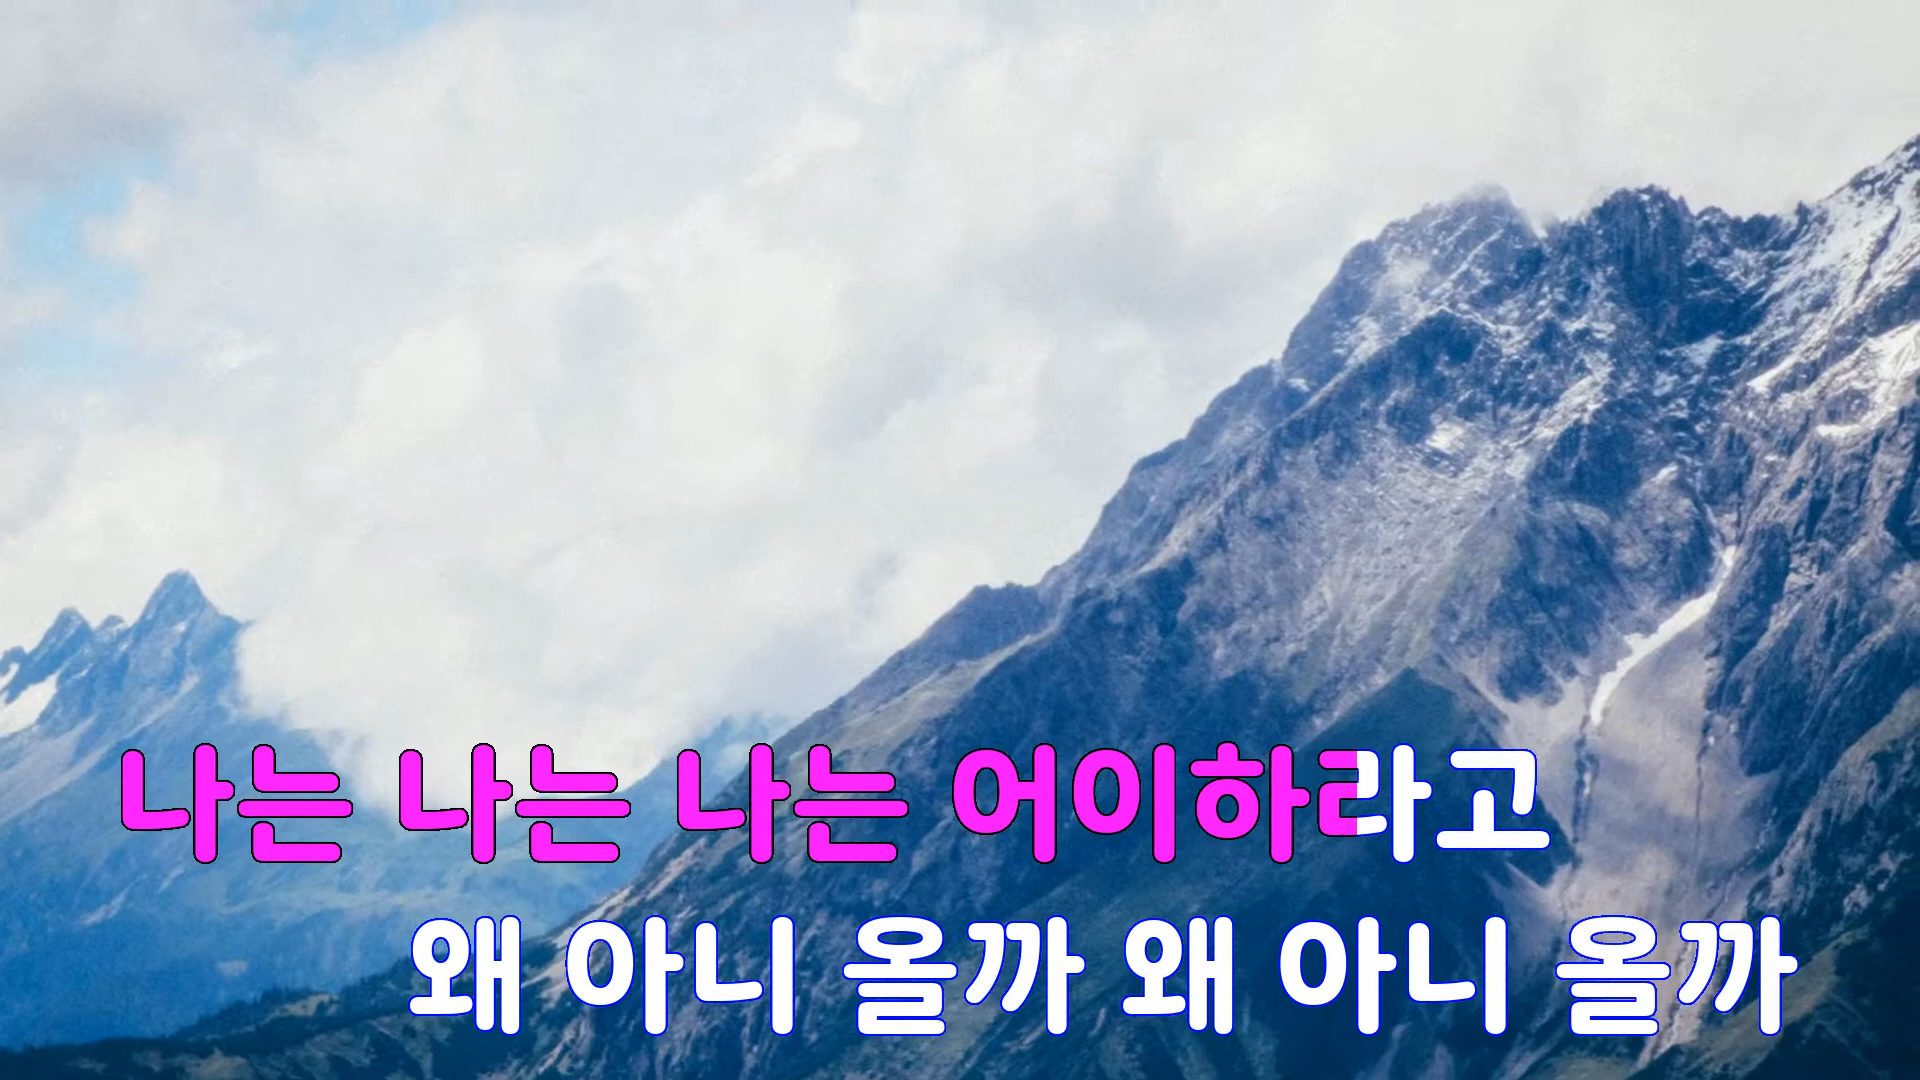 나는 나는 나는 어이하라고
왜 아니 올까 왜 아니 올까